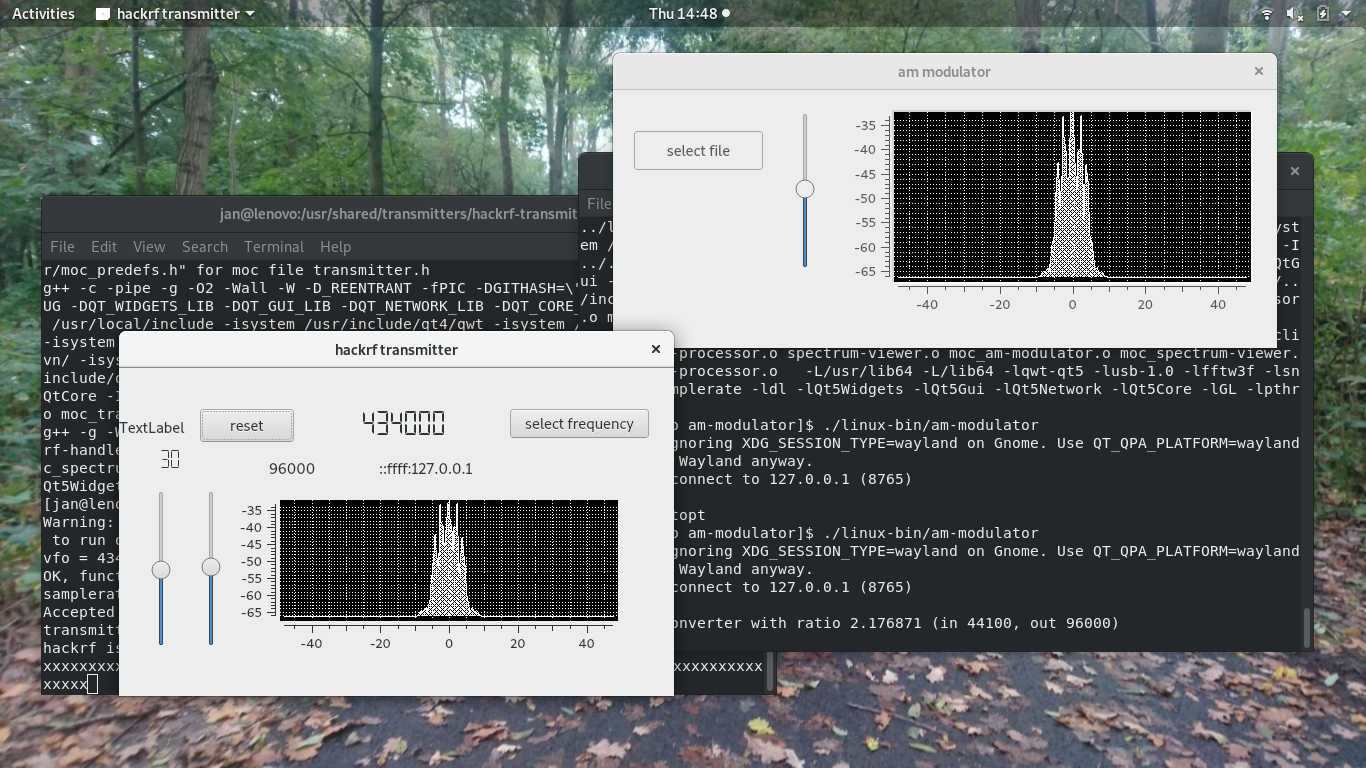 Activities
hackrf transmitter
Thu 14:48
am modulator
select file
-35
-40
-45
-50
-55
-60
-65
-40
-20
0
20
40
jan@lenovo:/usr/shared/transmitters/hackrf-transmit
File Edit View Search Terminal Help
r/moc_predefs.h" for moc file transmitter.h
g++ -c -pipe -g -O2 -Wall -W -D_REENTRANT -fPIC -DGITHASH=\'
UG -DQT_WIDGETS_LIB -DQT_GUI_LIB -DQT_NETWORK_LIB -DQT_CORE_
/usr/local/include -isystem /usr/include/qt4/qwt -isystem /
-isystem
vn/ -isys
include/
QtCore -
o moc_tra
g++ -g -W
rf-handle
c_spectru
Qt5Widget
[jan@leno
Warning:
to run o
vfo = 434
OK, funct
samplerat
Accepted
transmitt
hackrf is
xxxxxxxxx
xxxxxxxxxx
xxxxx
hackrf transmitter
TextLabel
reset
434000
select frequency
30
96000
::ffff:127.0.0.1
-35
-40
-45
-50
-55
-60
-65
-40
-20
0
20
40
File
../l
yst
em /
-I
../.
QtG
ui -
/..
/inc
sor
.o m
cli
-processor.o spectrum-viewer.o moc_am-modulator.o moc_spectrum-viewer.
-processor.o -L/usr/lib64 -L/lib64 -lqwt-qt5 -lusb-1.0 -lfftw3f -lsn
mplerate -ldl -lQt5Widgets -lQt5Gui -lQt5Network -lQt5Core -lGL -lpthr
o am-modulator]$ ./linux-bin/am-modulator
gnoring XDG_SESSION_TYPE=wayland on Gnome. Use QT_QPA_PLATFORM=wayland
Wayland anyway.
connect to 127.0.0.1 (8765)
topt
o am-modulator]$ ./linux-bin/am-modulator
gnoring XDG_SESSION_TYPE=wayland on Gnome. Use QT_QPA_PLATFORM=wayland
Wayland anyway.
connect to 127.0.0.1 (8765)
onverter with ratio 2.176871 (in 44100, out 96000)